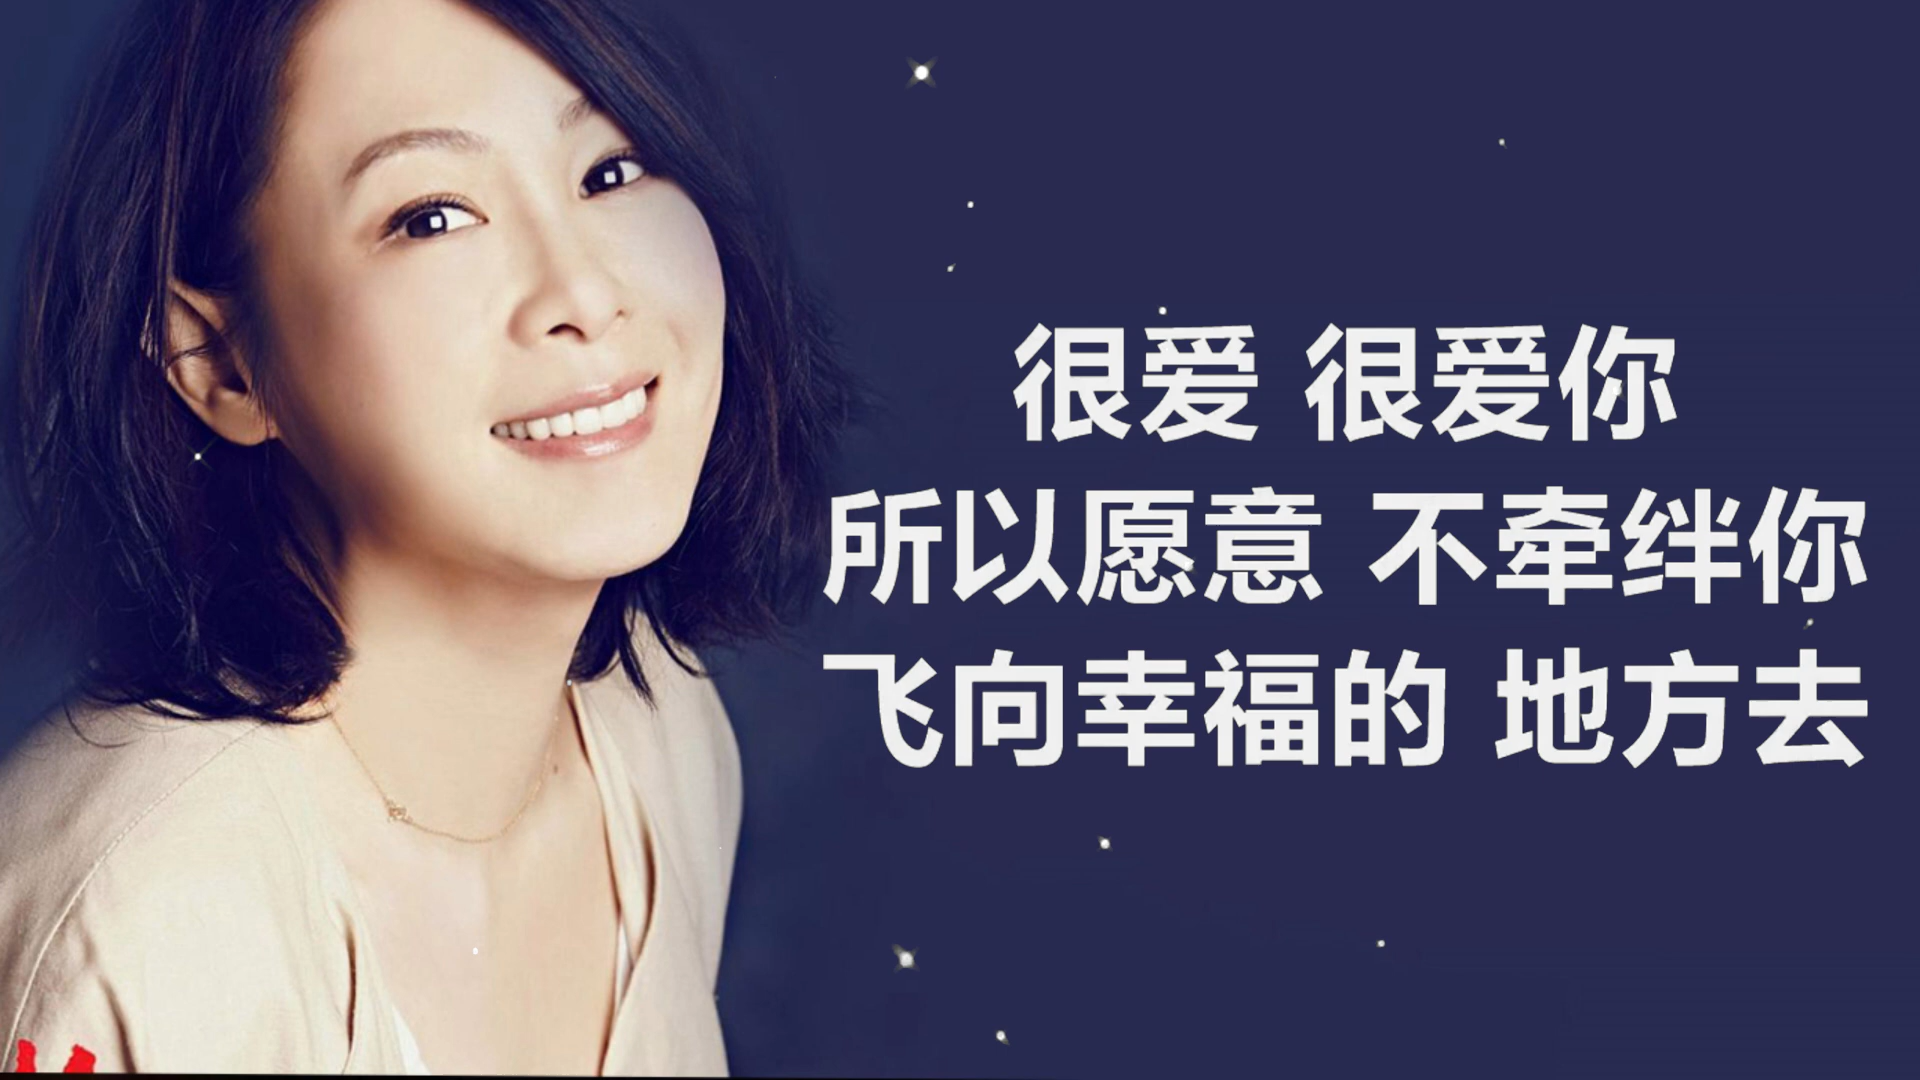 很爱 很爱你
所以愿意 不牵绊你
飞向幸福的 地方去